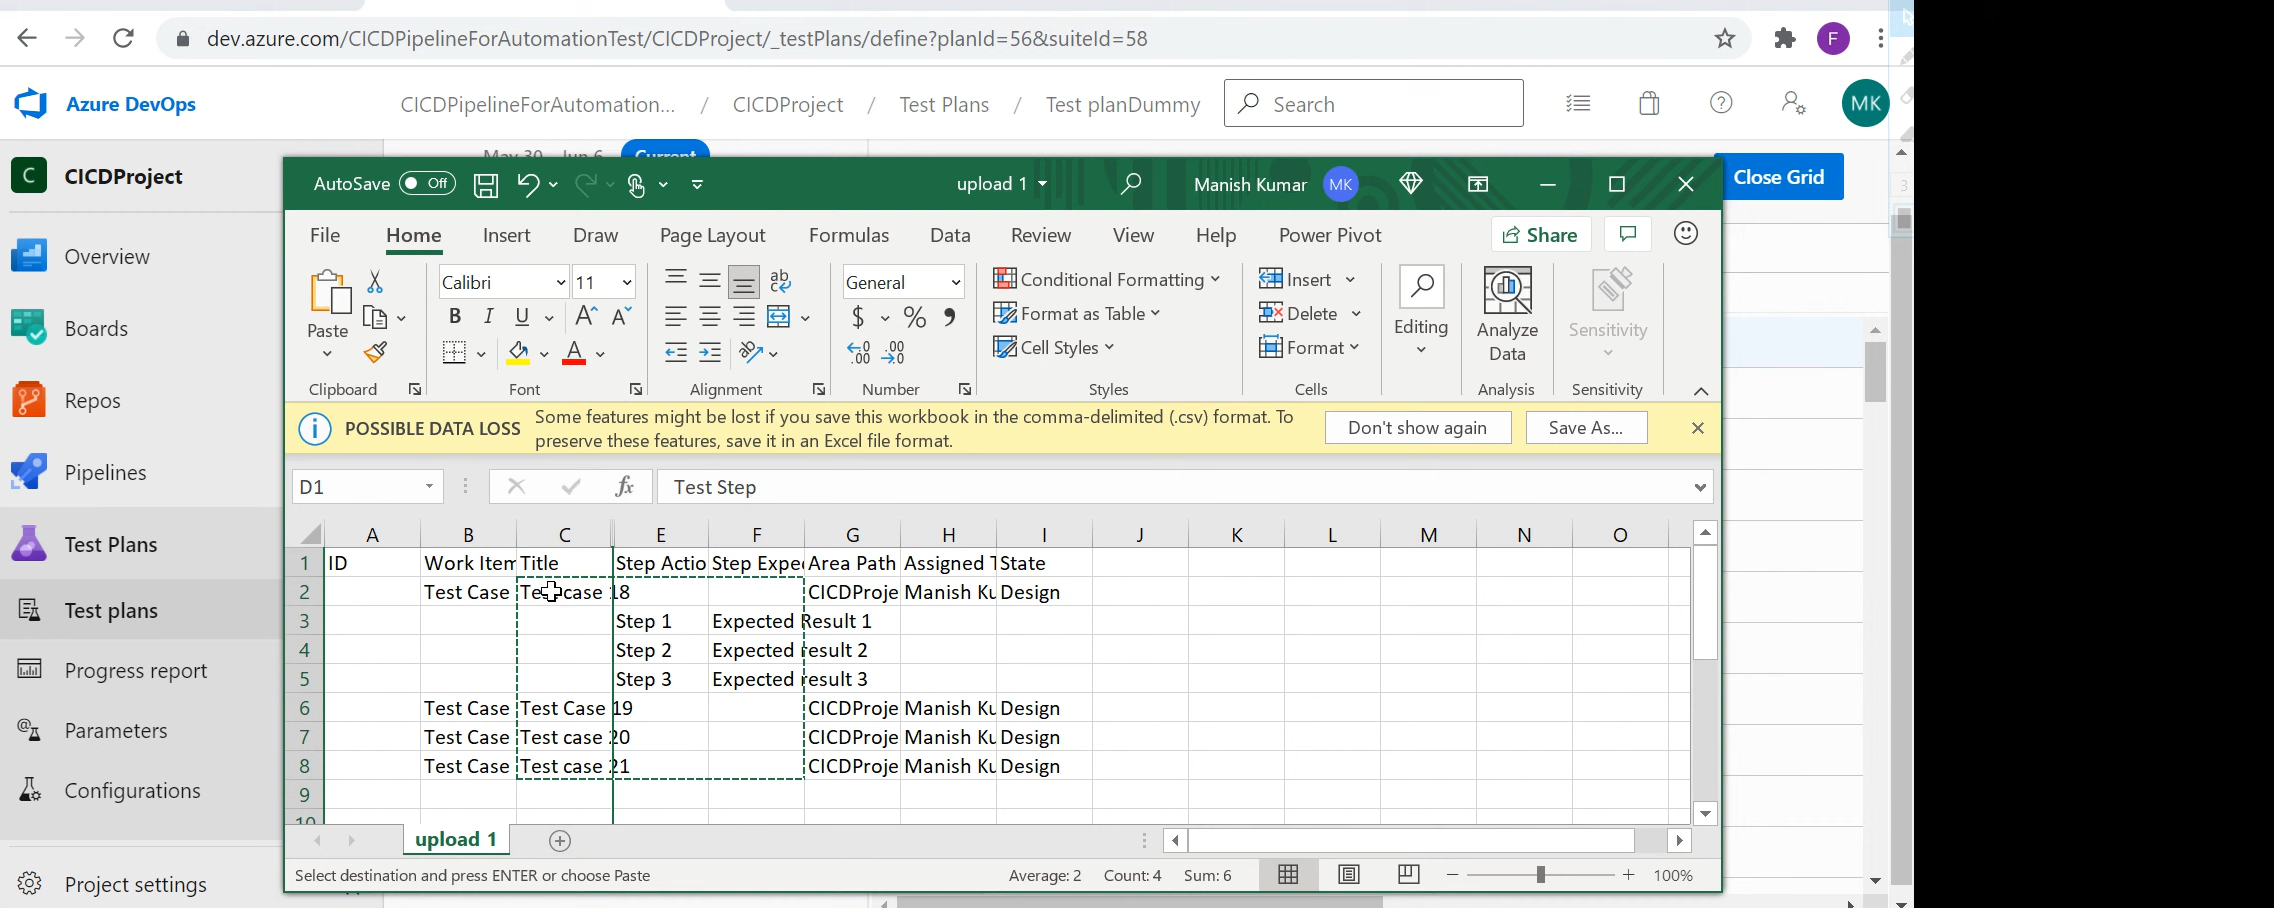 dev.azure.com/CICDPipelineForAutomationTest/CICDProject/_testPlans/define?planId=56&suiteId=58
F
Azure DevOps
CICDPipelineForAutomation... / CICDProject / Test Plans / Test planDummy
Search
MK
C CICDProject
Current
Close Grid
AutoSave Off
upload 1
Manish Kumar MK
File Home Insert Draw Page Layout Formulas Data Review View Help Power Pivot
Share
Paste
Calibri 11
ab
General
Conditional Formatting
Format as Table
Cell Styles
Insert
Delete
Format
Editing
Analyze Data
Sensitivity
B I U A A
$ % ,
Clipboard Font Alignment Number Styles Cells Analysis Sensitivity
POSSIBLE DATA LOSS Some features might be lost if you save this workbook in the comma-delimited (.csv) format. To
preserve these features, save it in an Excel file format.
Don't show again Save As...
D1 fx Test Step
A B C E F G H I J K L M N O
1 ID Work Item Title Step Actio Step Expe Area Path Assigned T State
2 Test Case Test case 18 CICDProje Manish Ku Design
3 Step 1 Expected Result 1
4 Step 2 Expected result 2
5 Step 3 Expected result 3
6 Test Case Test Case 19 CICDProje Manish Ku Design
7 Test Case Test case 20 CICDProje Manish Ku Design
8 Test Case Test case 21 CICDProje Manish Ku Design
9
10
upload 1
Select destination and press ENTER or choose Paste
Average: 2 Count: 4 Sum: 6
100%
Overview
Boards
Repos
Pipelines
Test Plans
Test plans
Progress report
Parameters
Configurations
Project settings